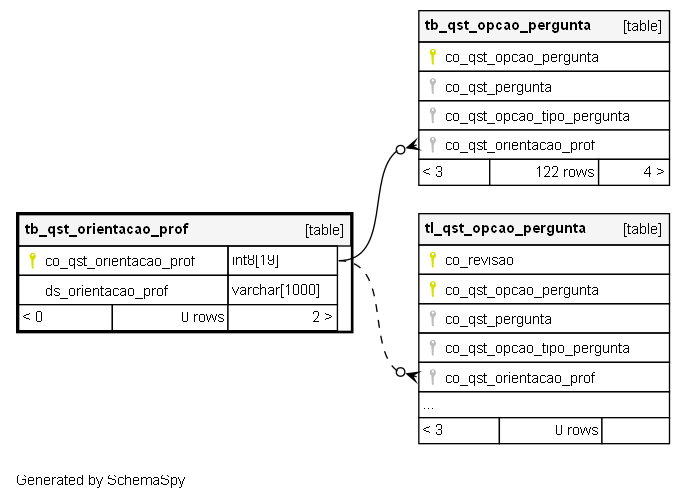 tb_qst_opcao_pergunta [table]
co_qst_opcao_pergunta
co_qst_pergunta
co_qst_opcao_tipo_pergunta
co_qst_orientacao_prof
< 3 122 rows 4 >
tb_qst_orientacao_prof [table]
co_qst_orientacao_prof int8[19]
ds_orientacao_prof varchar[1000]
< 0 0 rows 2 >
tl_qst_opcao_pergunta [table]
co_revisao
co_qst_opcao_pergunta
co_qst_pergunta
co_qst_opcao_tipo_pergunta
co_qst_orientacao_prof
...
< 3 0 rows
Generated by SchemaSpy